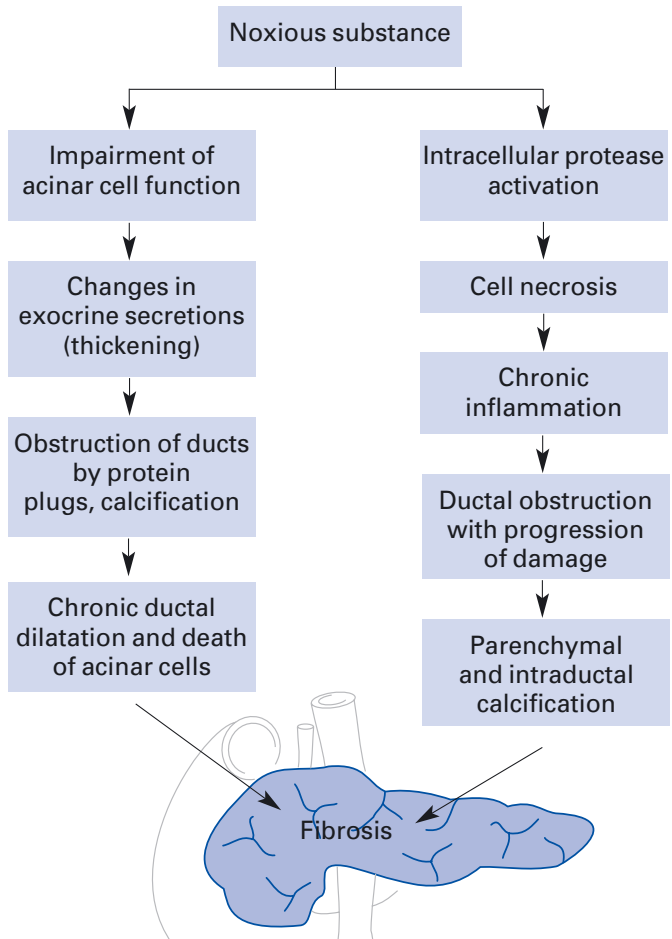 Noxious substance
Impairment of
acinar cell function
Changes in
exocrine secretions
(thickening)
Obstruction of ducts
by protein
plugs, calcification
Chronic ductal
dilatation and death
of acinar cells
Intracellular protease
activation
Cell necrosis
Chronic
inflammation
Ductal obstruction
with progression
of damage
Parenchymal
and intraductal
calcification
Fibrosis